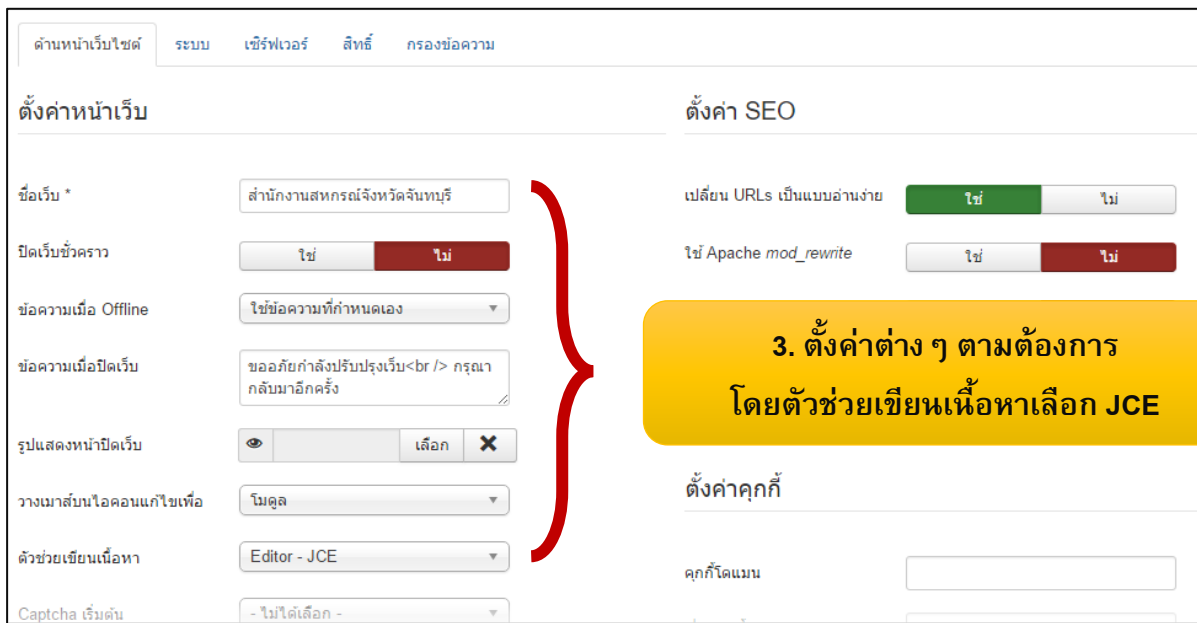 ด้านหน้าเว็บไซต์ ระบบ เซิร์ฟเวอร์ สิทธิ์ กรองข้อความ
ตั้งค่าหน้าเว็บ
ชื่อเว็บ * สำนักงานสหกรณ์จังหวัดจันทบุรี
ปิดเว็บชั่วคราว ใช่ ไม่
ข้อความเมื่อ Offline ใช้ข้อความที่กำหนดเอง
ข้อความเมื่อปิดเว็บ ขออภัยกำลังปรับปรุงเว็บ<br /> กรุณา
กลับมาอีกครั้ง
รูปแสดงหน้าปิดเว็บ เลือก
วางเมาส์บนไอคอนแก้ไขเพื่อ โมดูล
ตัวช่วยเขียนเนื้อหา Editor - JCE
Captcha เริ่มต้น - ไม่ได้เลือก -
ตั้งค่า SEO
เปลี่ยน URLs เป็นแบบอ่านง่าย ใช่ ไม่
ใช้ Apache mod_rewrite ใช่ ไม่
3. ตั้งค่าต่าง ๆ ตามต้องการ
โดยตัวช่วยเขียนเนื้อหาเลือก JCE
ตั้งค่าคุกกี้
คุกกี้โดแมน